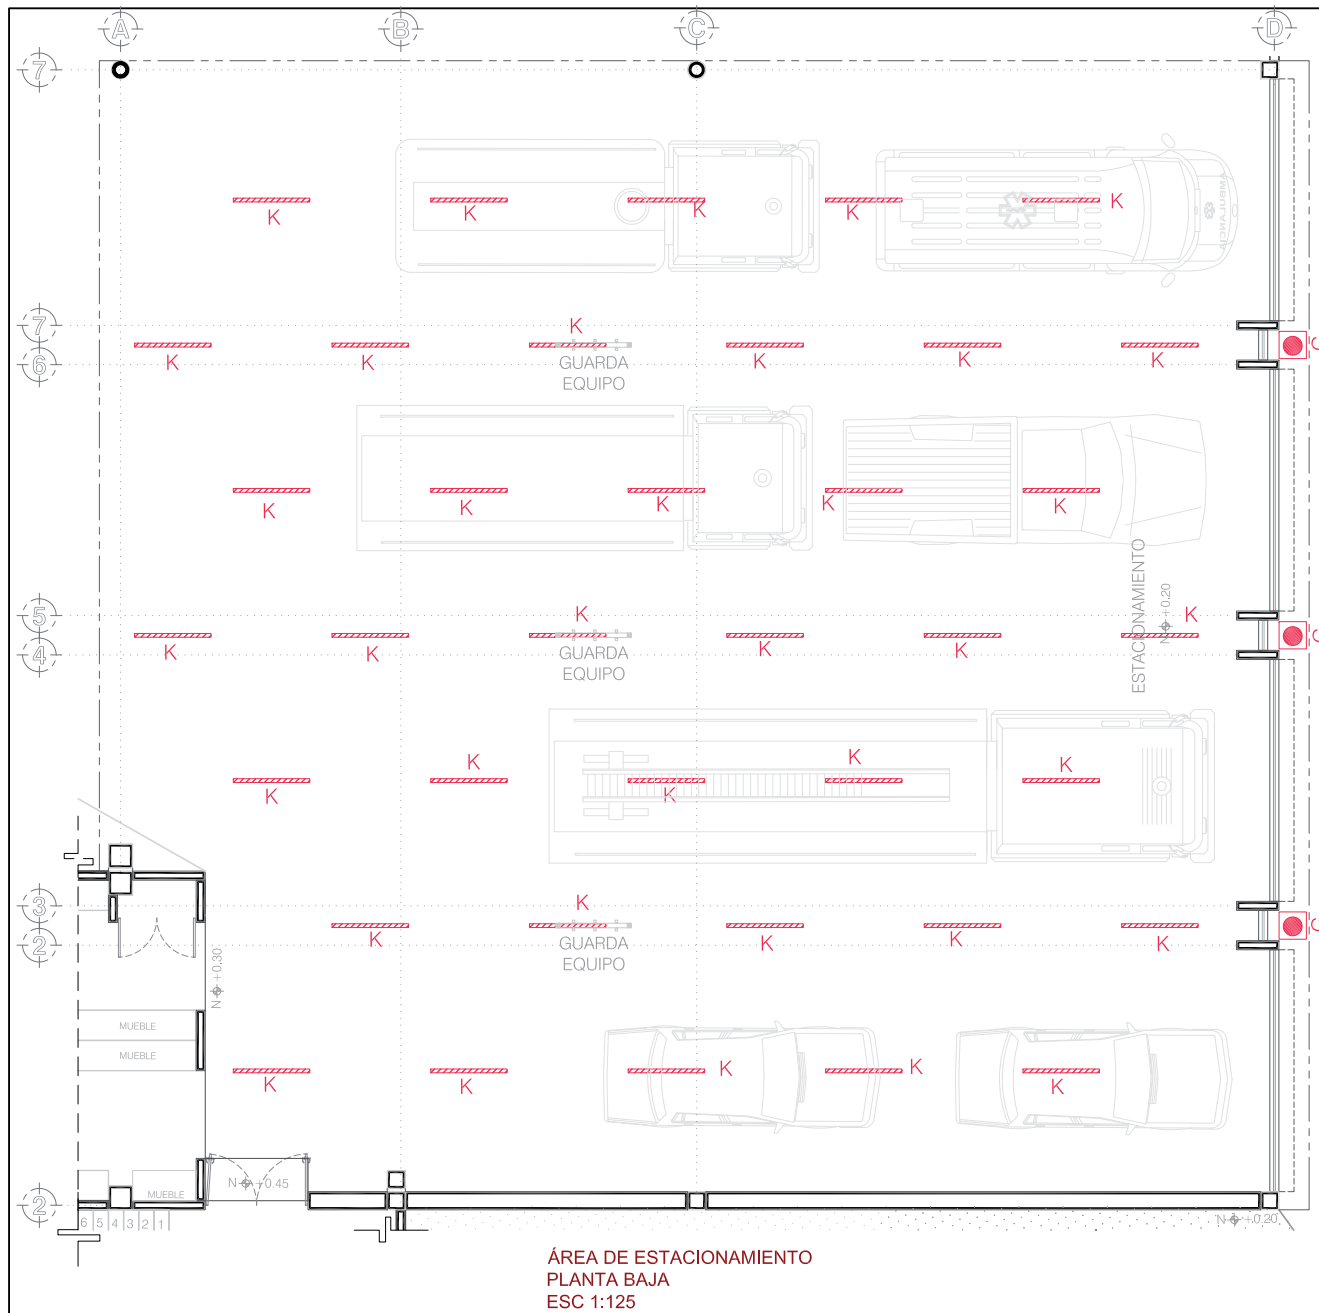 A B C D
7
AMBULANCIA
K K K K K
7
K
K K K K K
6
GUARDA
EQUIPO
K K K K K
ESTACIONAMIENTO
N +0.20
5
K K
K K K K
4
GUARDA
EQUIPO
K K K
K K
3
K
K K K K
2
GUARDA
EQUIPO
N +0.30
MUEBLE
MUEBLE
K K K K K
N +0.45
MUEBLE
2
6 5 4 3 2 1
N +0.20
ÁREA DE ESTACIONAMIENTO
PLANTA BAJA
ESC 1:125